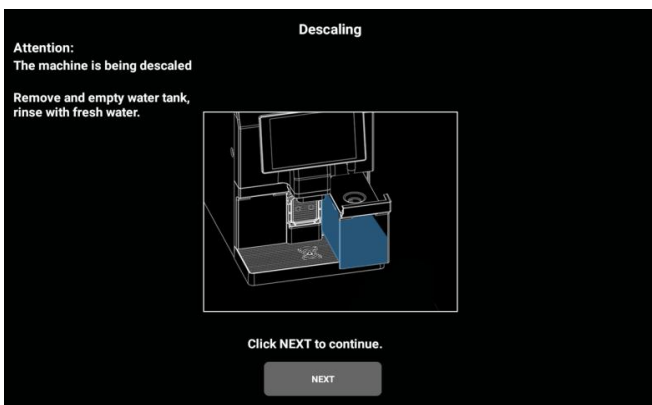 Descaling
Attention:
The machine is being descaled
Remove and empty water tank,
rinse with fresh water.
Click NEXT to continue.
NEXT